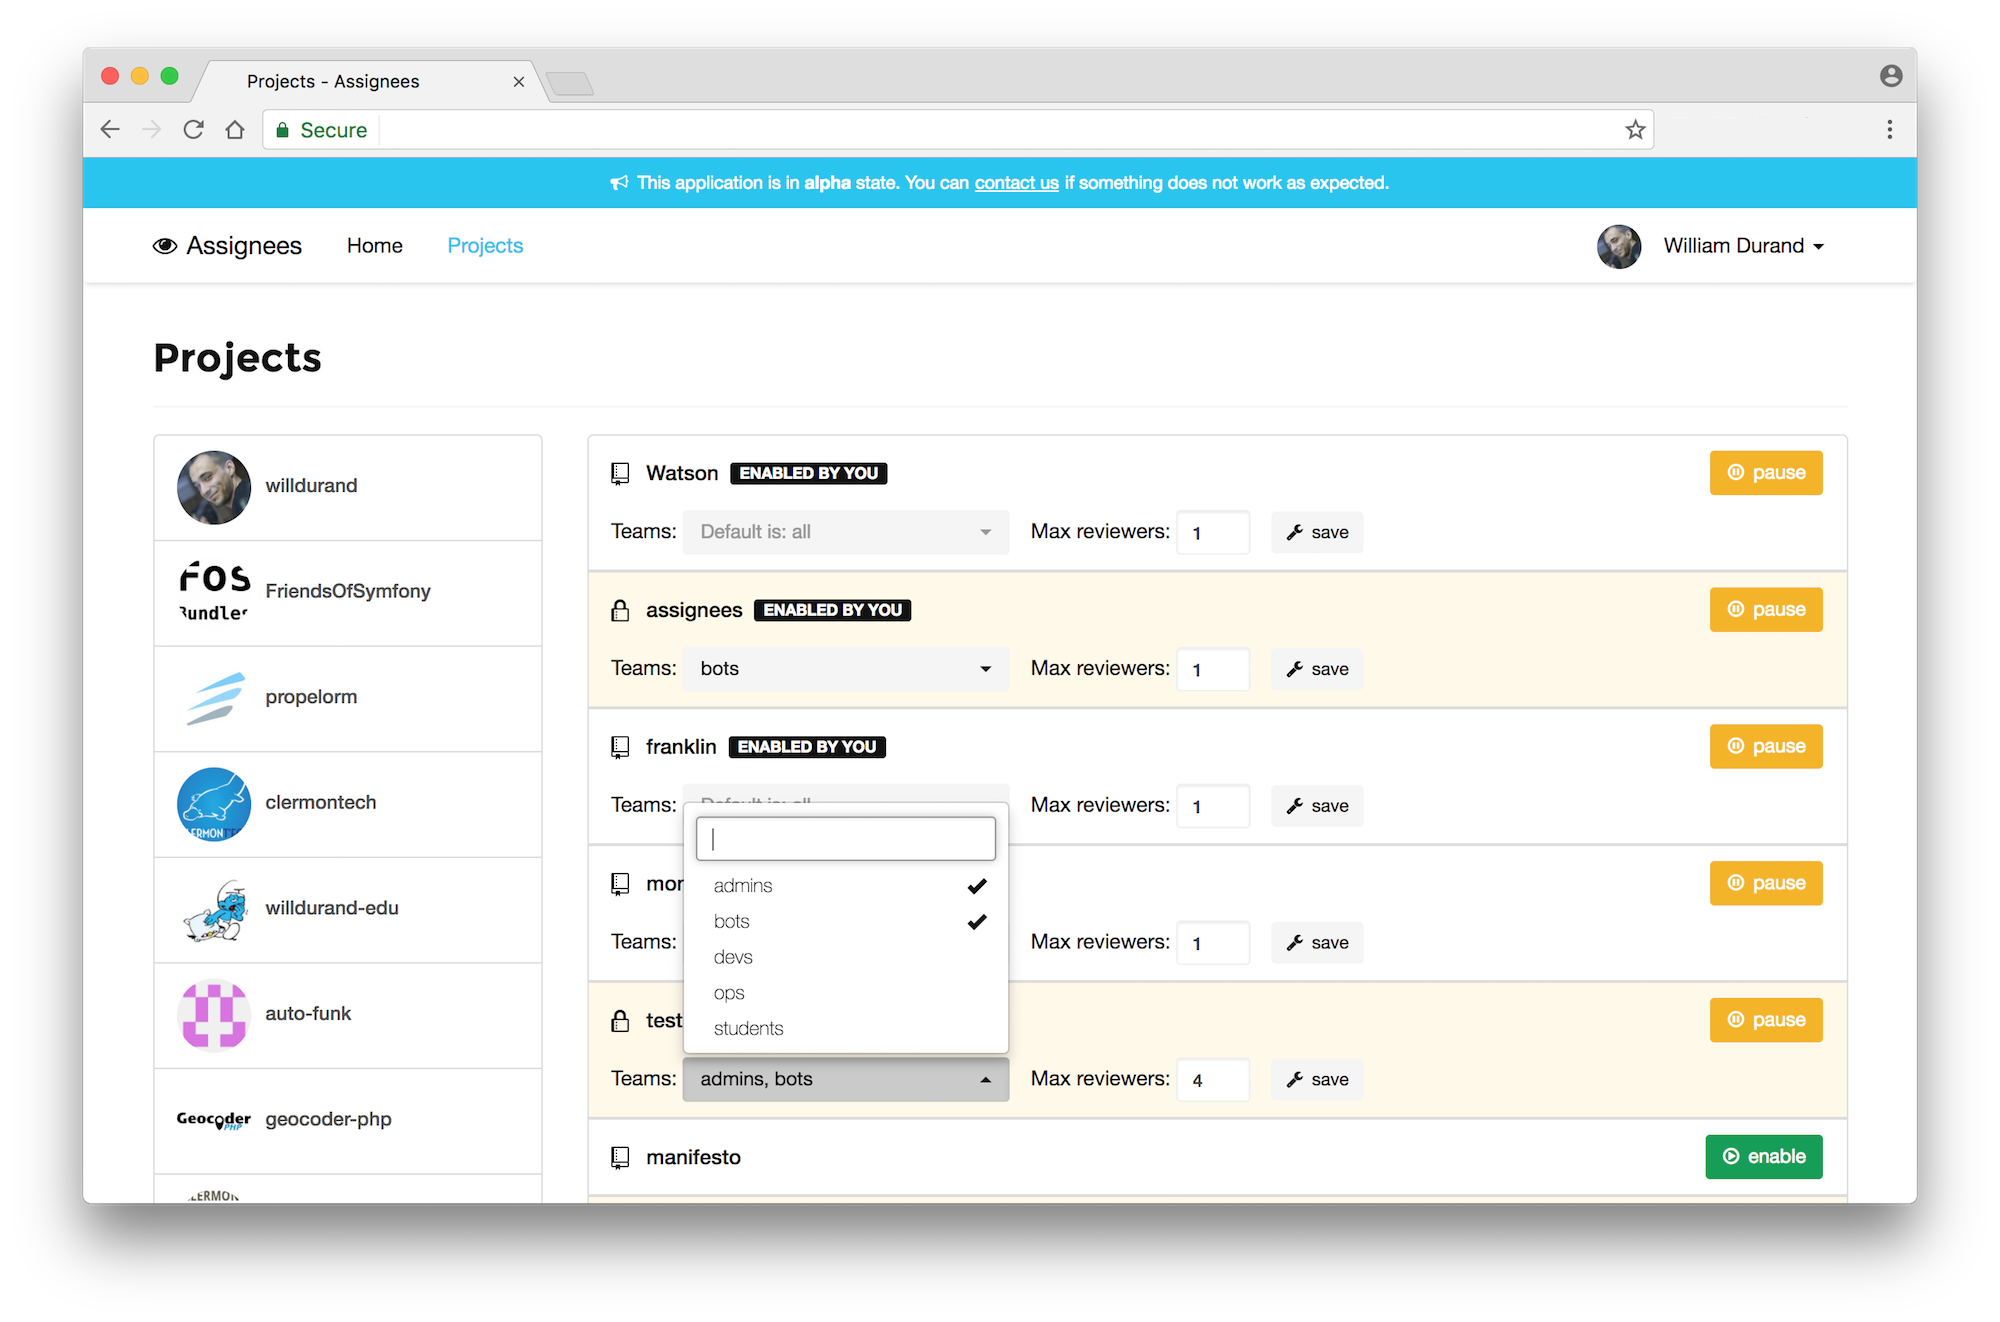 Projects - Assignees
Secure
This application is in alpha state. You can contact us if something does not work as expected.
Assignees Home Projects William Durand
Projects
willdurand
FOS
FriendsOfSymfony
propelorm
clermontech
willdurand-edu
auto-funk
Geocoder
PHP
geocoder-php
Watson ENABLED BY YOU pause
Teams: Default is: all Max reviewers: 1 save
assignees ENABLED BY YOU pause
Teams: bots Max reviewers: 1 save
franklin ENABLED BY YOU pause
Teams: Default is: all Max reviewers: 1 save
admins
bots
devs
ops
students
mor pause
Teams: Max reviewers: 1 save
test pause
Teams: admins, bots Max reviewers: 4 save
manifesto enable